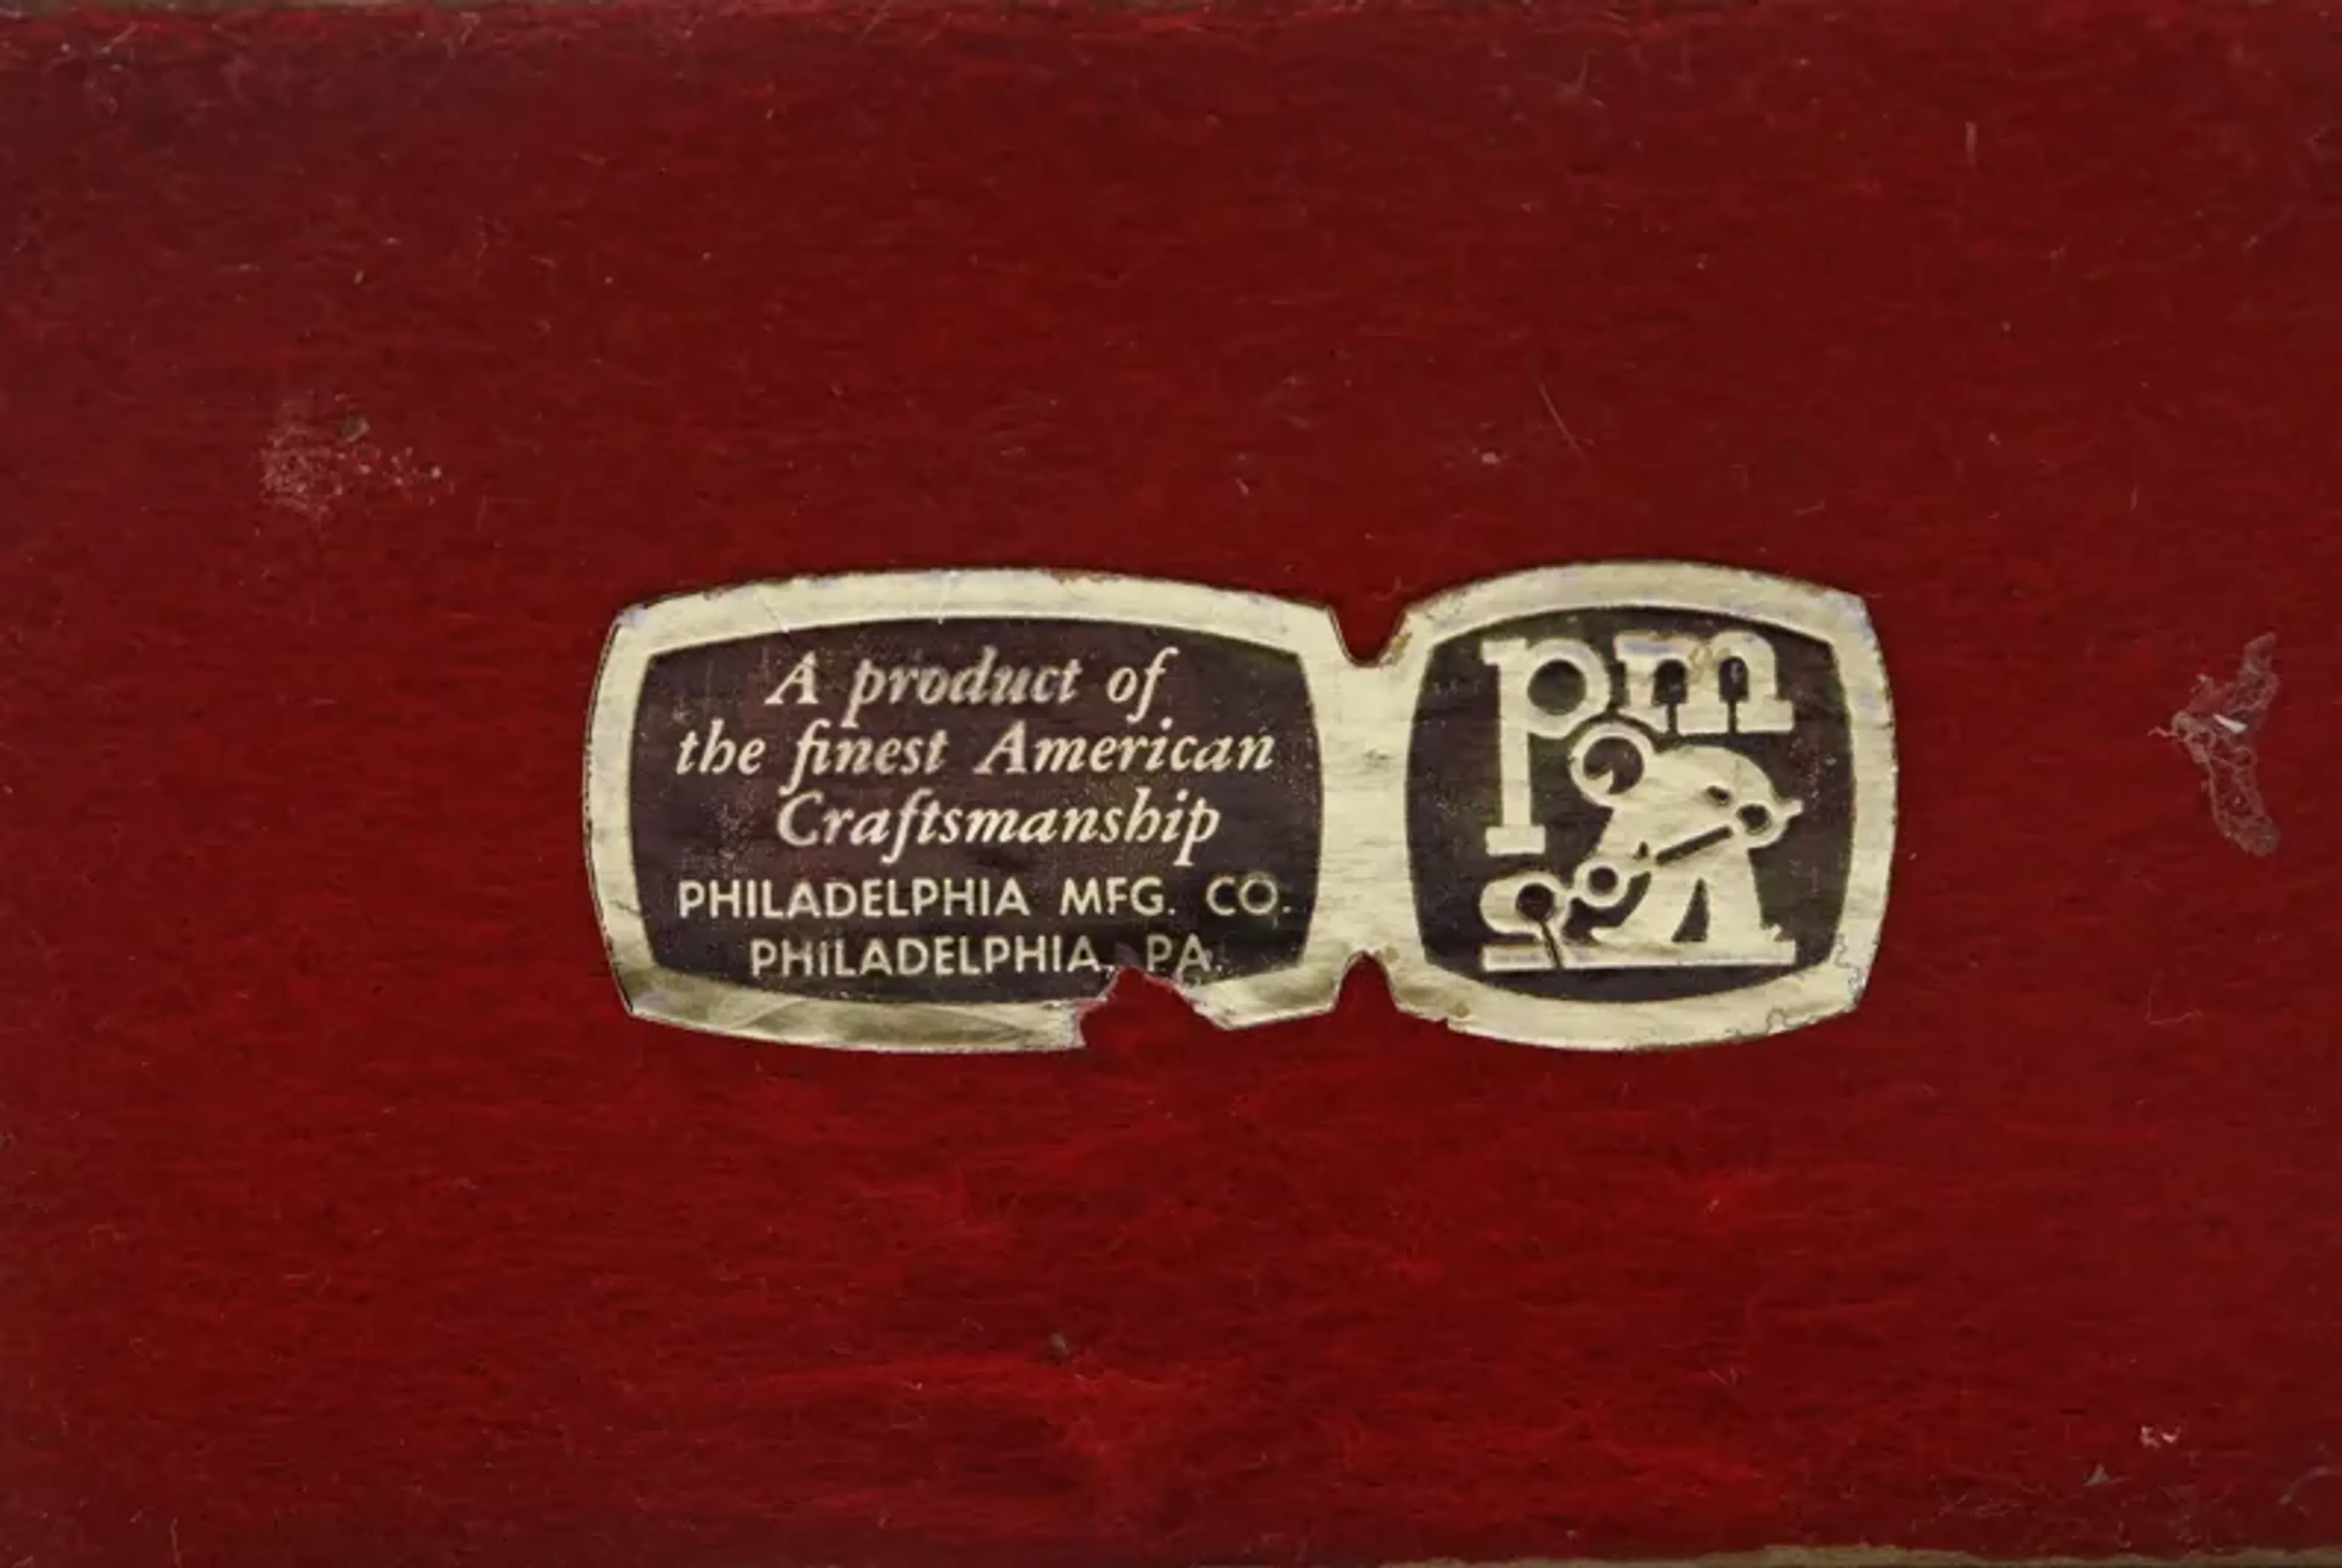 A product of
the finest American
Craftsmanship
PHILADELPHIA MFG. CO.
PHILADELPHIA, PA.
pm